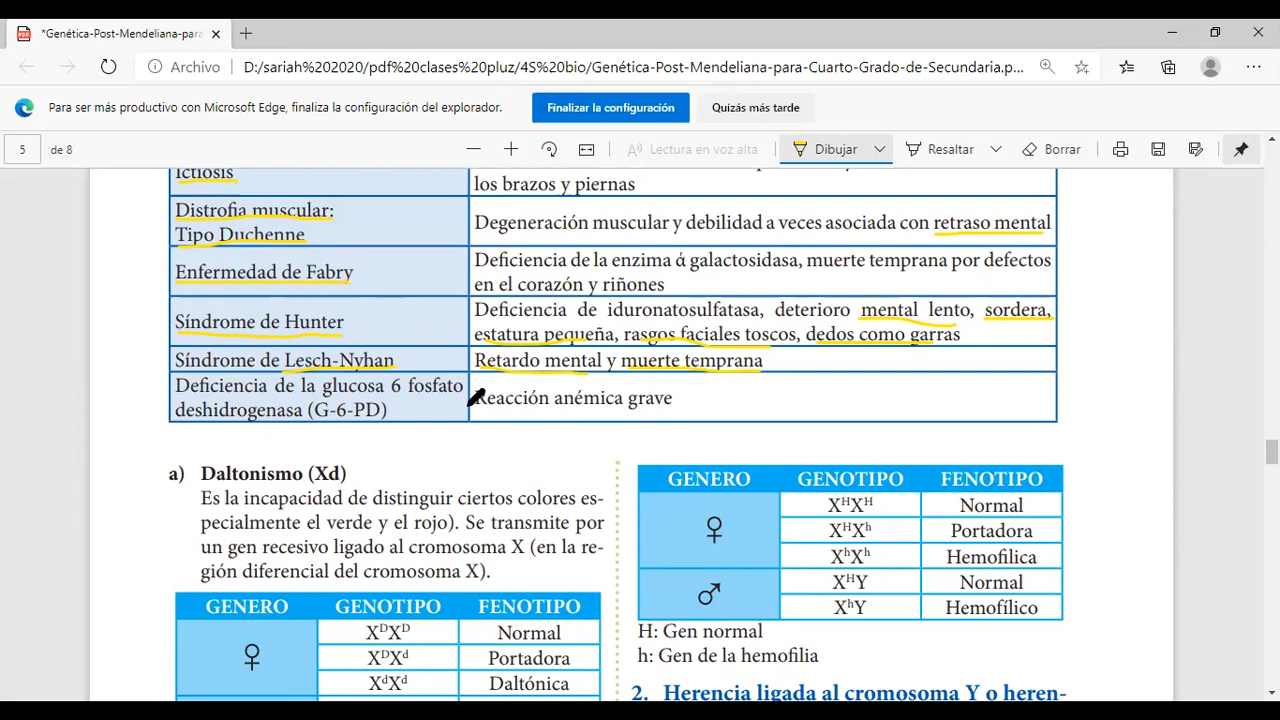 *Genética-Post-Mendeliana-para-
Archivo D:/sariah%202020/pdf%20clases%20pluz/4S%20bio/Genética-Post-Mendeliana-para-Cuarto-Grado-de-Secundaria.p...
Para ser más productivo con Microsoft Edge, finaliza la configuración del explorador.
Finalizar la configuración
Quizás más tarde
5 de 8
Lectura en voz alta
Dibujar
Resaltar
Borrar
Ictiosis
los brazos y piernas
Distrofia muscular:
Tipo Duchenne
Degeneración muscular y debilidad a veces asociada con retraso mental
Enfermedad de Fabry
Deficiencia de la enzima ά galactosidasa, muerte temprana por defectos
en el corazón y riñones
Síndrome de Hunter
Deficiencia de iduronatosulfatasa, deterioro mental lento, sordera,
estatura pequeña, rasgos faciales toscos, dedos como garras
Síndrome de Lesch-Nyhan
Retardo mental y muerte temprana
Deficiencia de la glucosa 6 fosfato
deshidrogenasa (G-6-PD)
Reacción anémica grave
a) Daltonismo (Xd)
Es la incapacidad de distinguir ciertos colores es-
pecialmente el verde y el rojo). Se transmite por
un gen recesivo ligado al cromosoma X (en la re-
gión diferencial del cromosoma X).
GENERO GENOTIPO FENOTIPO
♀
XᴰXᴰ Normal
XᴰXᵈ Portadora
XᵈXᵈ Daltónica
GENERO GENOTIPO FENOTIPO
♀
XᴴXᴴ Normal
XᴴXʰ Portadora
XʰXʰ Hemofilica
♂
XᴴY Normal
XʰY Hemofílico
H: Gen normal
h: Gen de la hemofilia
2. Herencia ligada al cromosoma Y o heren-